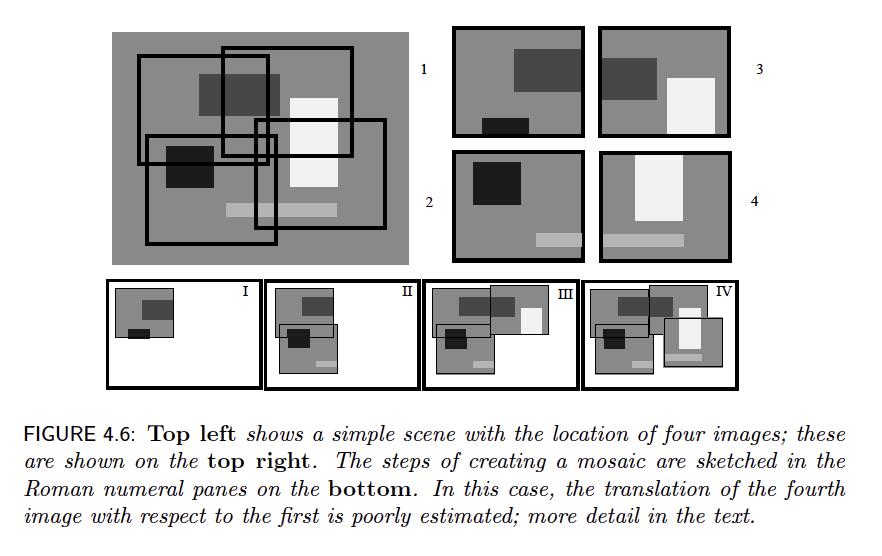 1
3
2
4
I
II
III
IV
FIGURE 4.6: Top left shows a simple scene with the location of four images; these
are shown on the top right. The steps of creating a mosaic are sketched in the
Roman numeral panes on the bottom. In this case, the translation of the fourth
image with respect to the first is poorly estimated; more detail in the text.